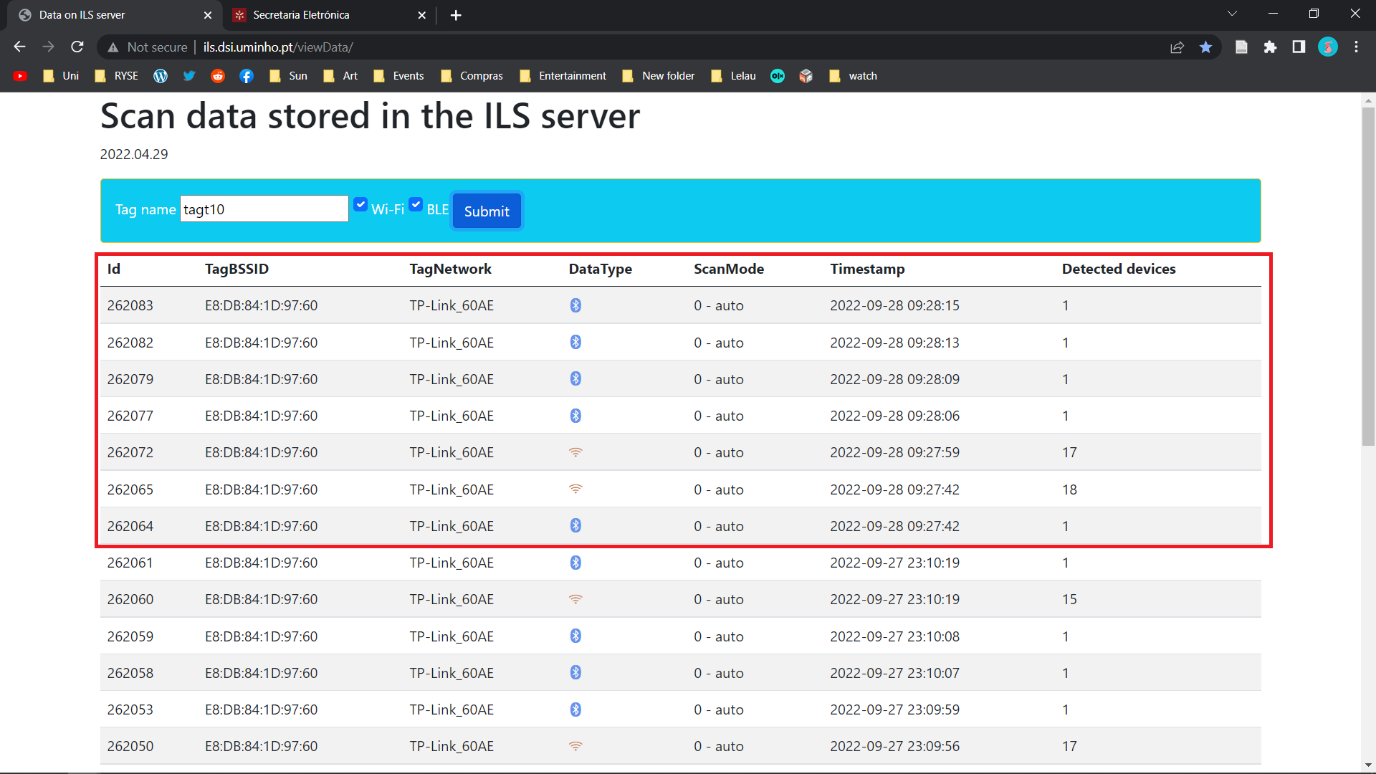 Data on ILS server
Secretaria Eletrónica
Not secure | ils.dsi.uminho.pt/viewData/
Uni RYSE Sun Art Events Compras Entertainment New folder Lelau watch
Scan data stored in the ILS server
2022.04.29
Tag name tagt10 Wi-Fi BLE Submit
Id TagBSSID TagNetwork DataType ScanMode Timestamp Detected devices
262083 E8:DB:84:1D:97:60 TP-Link_60AE 0 - auto 2022-09-28 09:28:15 1
262082 E8:DB:84:1D:97:60 TP-Link_60AE 0 - auto 2022-09-28 09:28:13 1
262079 E8:DB:84:1D:97:60 TP-Link_60AE 0 - auto 2022-09-28 09:28:09 1
262077 E8:DB:84:1D:97:60 TP-Link_60AE 0 - auto 2022-09-28 09:28:06 1
262072 E8:DB:84:1D:97:60 TP-Link_60AE 0 - auto 2022-09-28 09:27:59 17
262065 E8:DB:84:1D:97:60 TP-Link_60AE 0 - auto 2022-09-28 09:27:42 18
262064 E8:DB:84:1D:97:60 TP-Link_60AE 0 - auto 2022-09-28 09:27:42 1
262061 E8:DB:84:1D:97:60 TP-Link_60AE 0 - auto 2022-09-27 23:10:19 1
262060 E8:DB:84:1D:97:60 TP-Link_60AE 0 - auto 2022-09-27 23:10:19 15
262059 E8:DB:84:1D:97:60 TP-Link_60AE 0 - auto 2022-09-27 23:10:08 1
262058 E8:DB:84:1D:97:60 TP-Link_60AE 0 - auto 2022-09-27 23:10:07 1
262053 E8:DB:84:1D:97:60 TP-Link_60AE 0 - auto 2022-09-27 23:09:59 1
262050 E8:DB:84:1D:97:60 TP-Link_60AE 0 - auto 2022-09-27 23:09:56 17